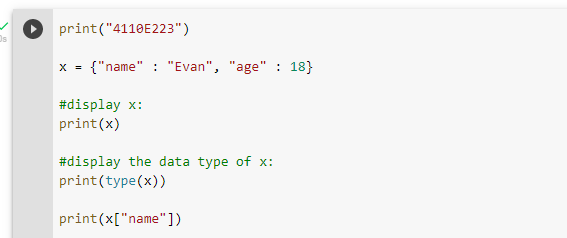 print("4110E223")
x = {"name" : "Evan", "age" : 18}
#display x:
print(x)
#display the data type of x:
print(type(x))
print(x["name"])